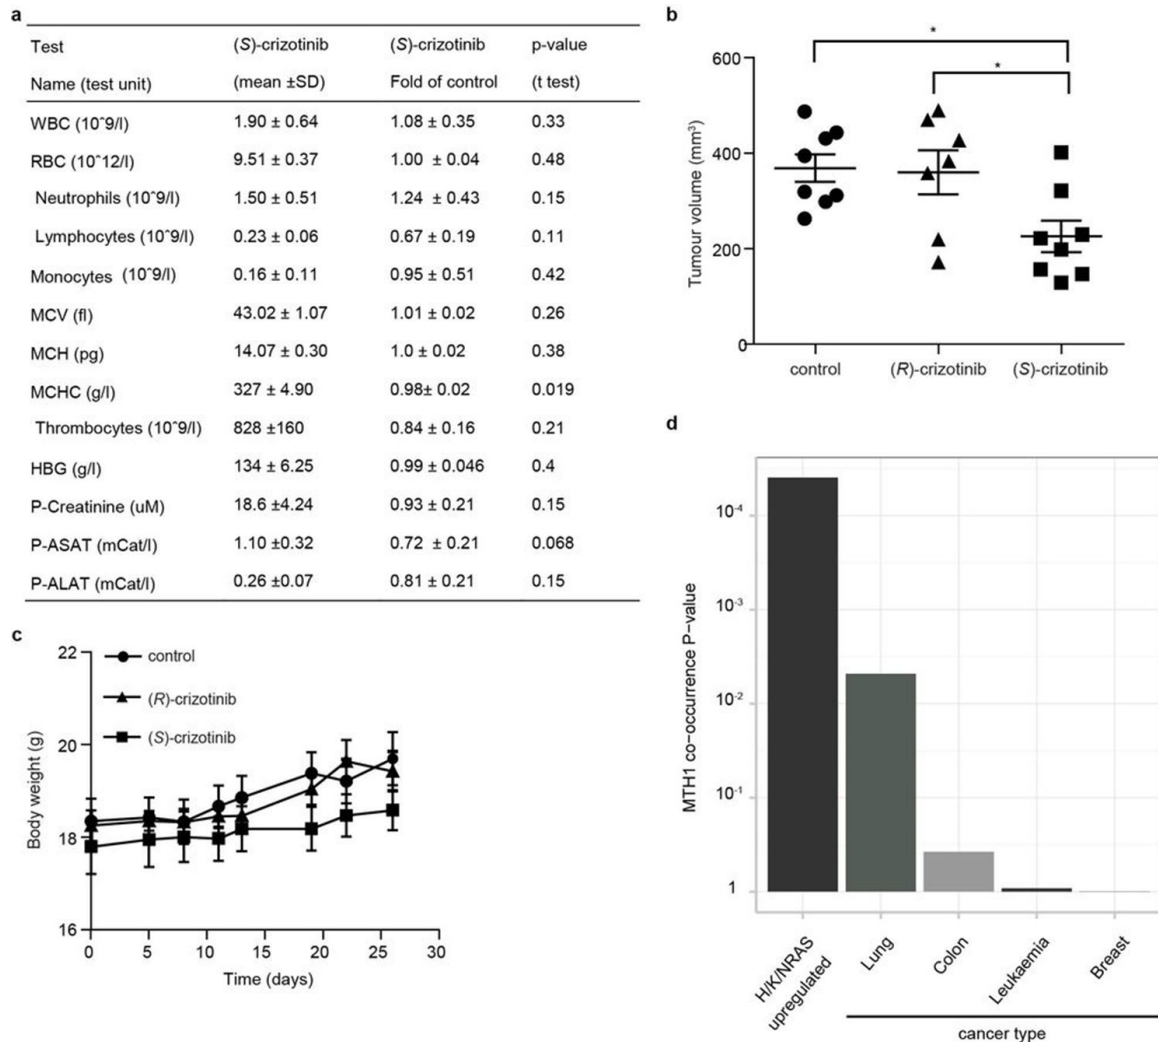 a
Test (S)-crizotinib (S)-crizotinib p-value
Name (test unit) (mean ±SD) Fold of control (t test)
WBC (10^9/l) 1.90 ± 0.64 1.08 ± 0.35 0.33
RBC (10^12/l) 9.51 ± 0.37 1.00 ± 0.04 0.48
Neutrophils (10^9/l) 1.50 ± 0.51 1.24 ± 0.43 0.15
Lymphocytes (10^9/l) 0.23 ± 0.06 0.67 ± 0.19 0.11
Monocytes (10^9/l) 0.16 ± 0.11 0.95 ± 0.51 0.42
MCV (fl) 43.02 ± 1.07 1.01 ± 0.02 0.26
MCH (pg) 14.07 ± 0.30 1.0 ± 0.02 0.38
MCHC (g/l) 327 ± 4.90 0.98± 0.02 0.019
Thrombocytes (10^9/l) 828 ±160 0.84 ± 0.16 0.21
HBG (g/l) 134 ± 6.25 0.99 ± 0.046 0.4
P-Creatinine (uM) 18.6 ±4.24 0.93 ± 0.21 0.15
P-ASAT (mCat/l) 1.10 ±0.32 0.72 ± 0.21 0.068
P-ALAT (mCat/l) 0.26 ±0.07 0.81 ± 0.21 0.15
b
*
*
600
400
200
0
Tumour volume (mm³)
control (R)-crizotinib (S)-crizotinib
c
control
(R)-crizotinib
(S)-crizotinib
22
20
18
16
Body weight (g)
0 5 10 15 20 25 30
Time (days)
d
10-4
10-3
10-2
10-1
1
MTH1 co−occurrence P−value
H/K/NRAS
upregulated
Lung
Colon
Leukaemia
Breast
cancer type